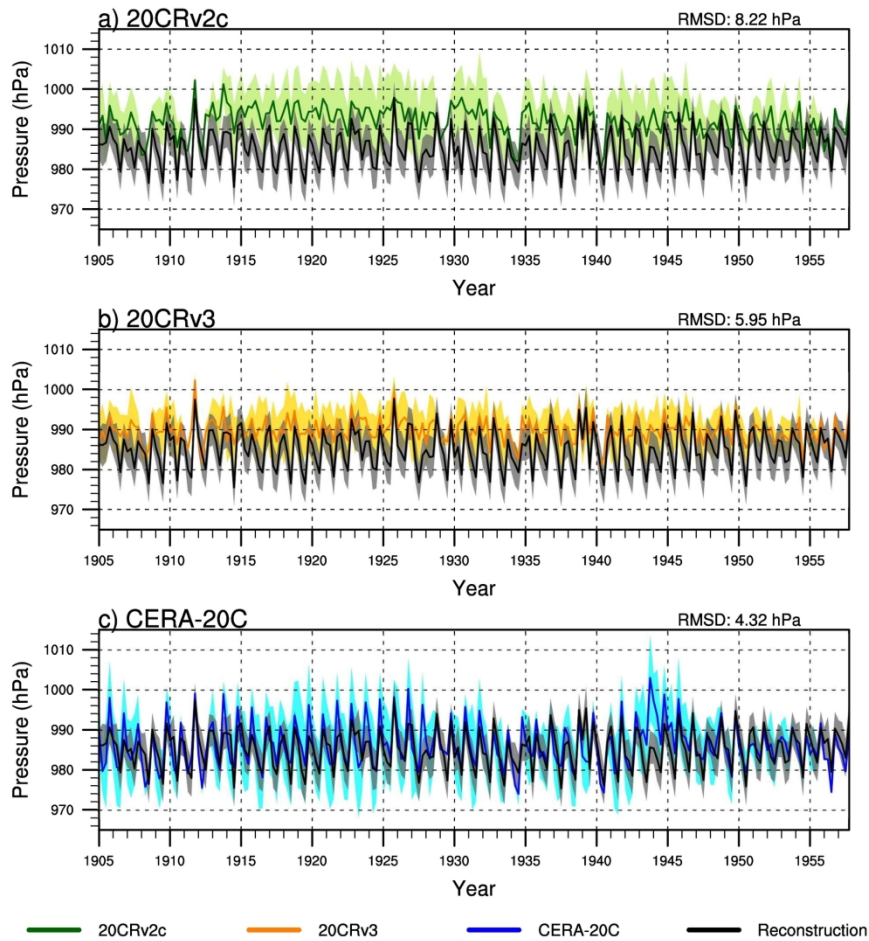 a) 20CRv2c
RMSD: 8.22 hPa
Pressure (hPa)
1010
1000
990
980
970
1905 1910 1915 1920 1925 1930 1935 1940 1945 1950 1955
Year
b) 20CRv3
RMSD: 5.95 hPa
Pressure (hPa)
1010
1000
990
980
970
1905 1910 1915 1920 1925 1930 1935 1940 1945 1950 1955
Year
c) CERA-20C
RMSD: 4.32 hPa
Pressure (hPa)
1010
1000
990
980
970
1905 1910 1915 1920 1925 1930 1935 1940 1945 1950 1955
Year
20CRv2c 20CRv3 CERA-20C Reconstruction